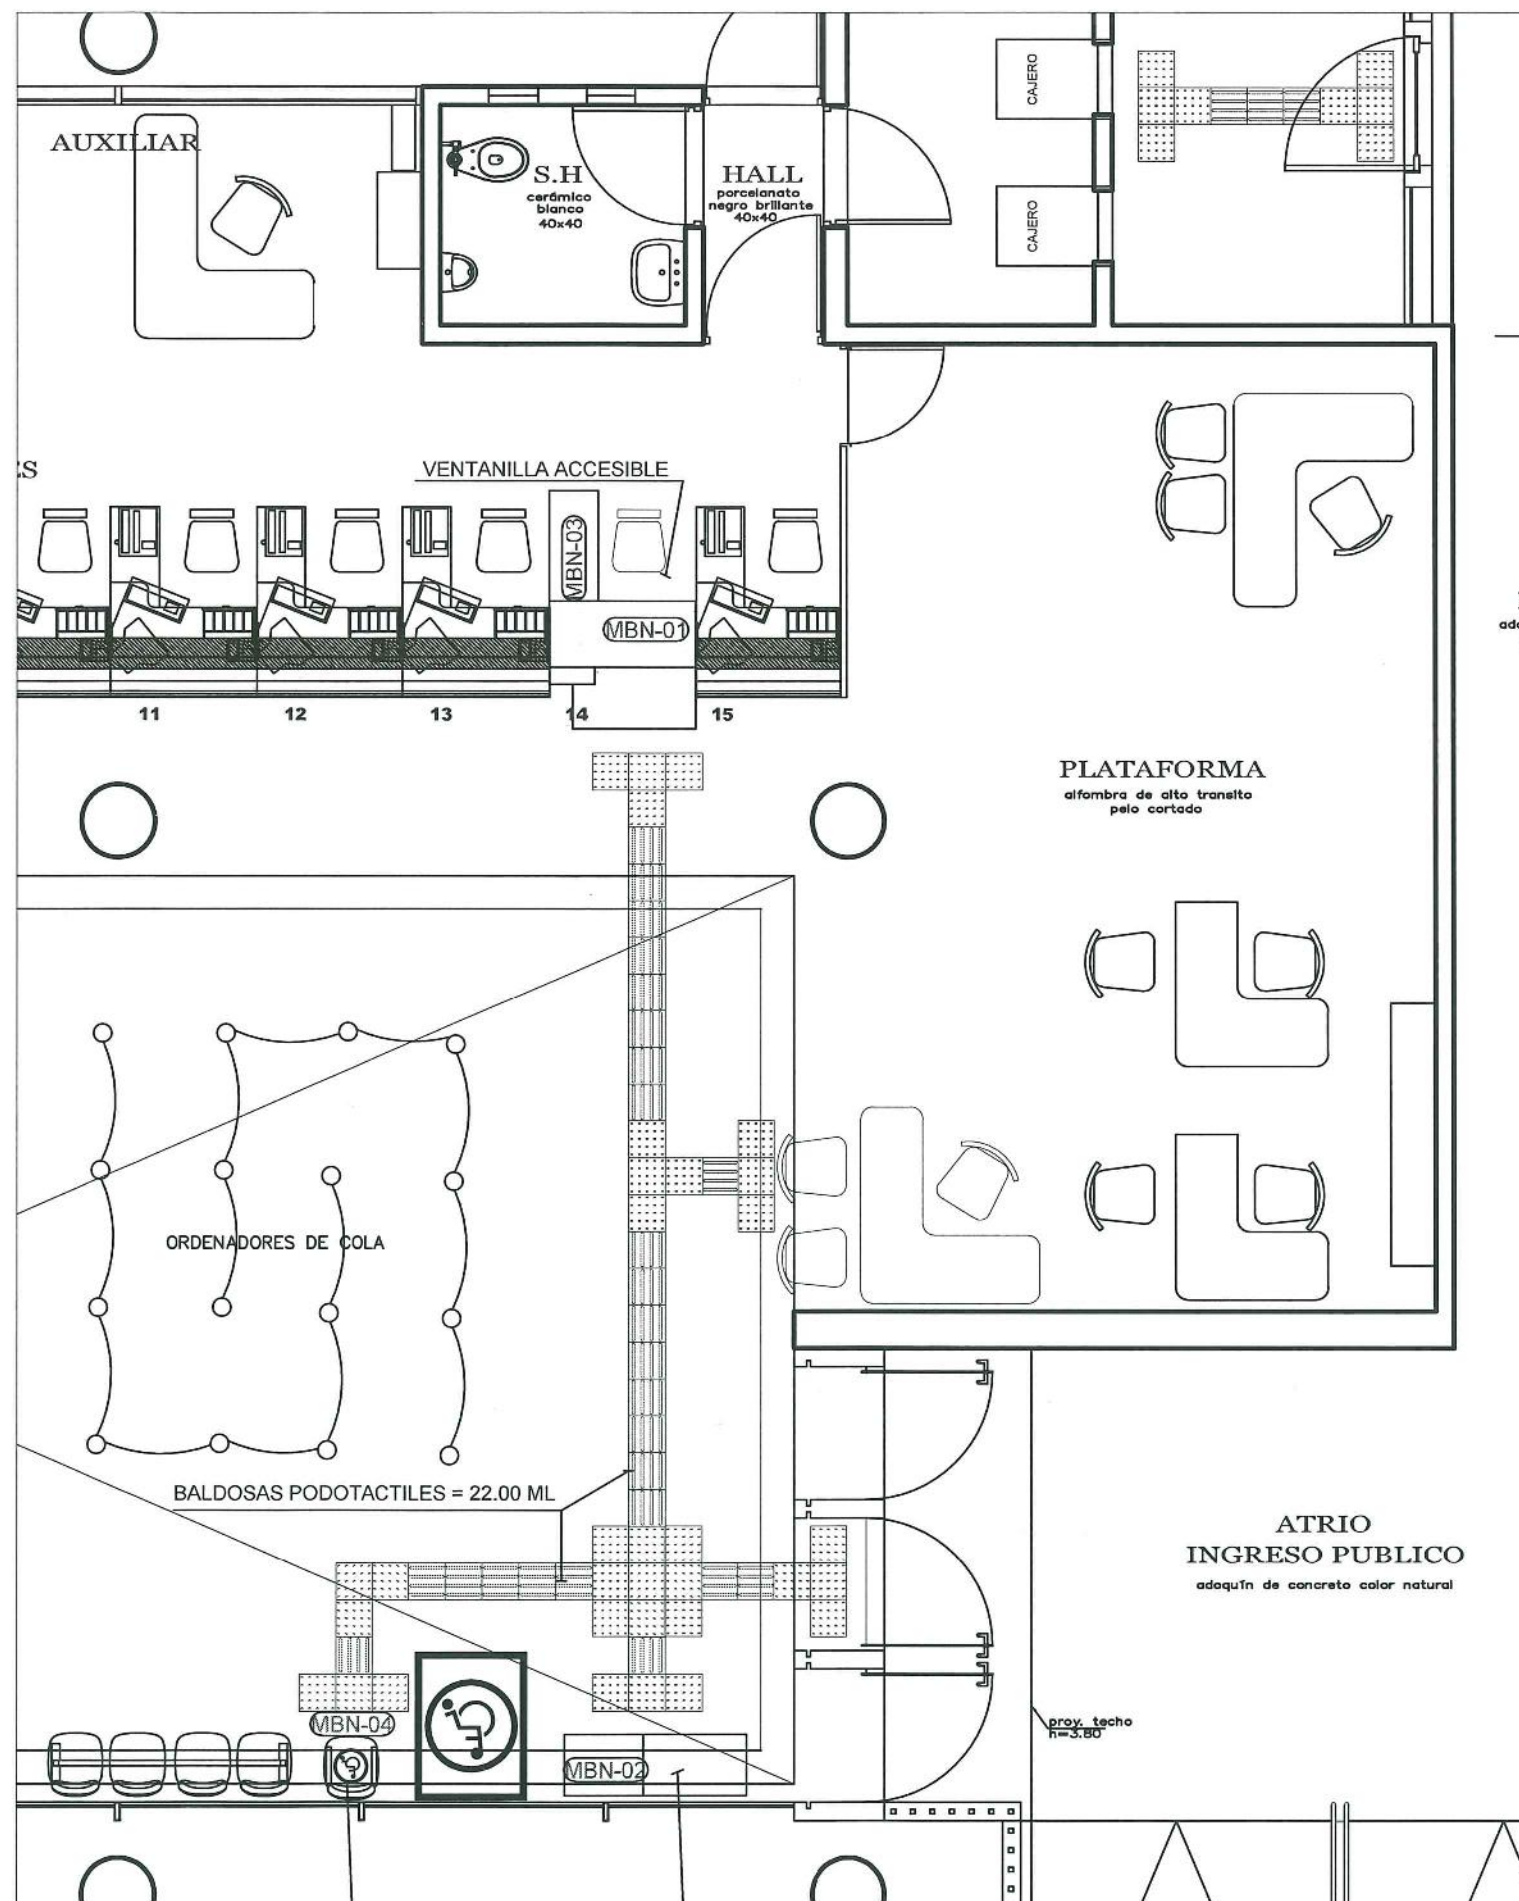 CAJERO
AUXILIAR
S.H
cerámico
blanco
40x40
HALL
porcelanato
negro brillante
40x40
CAJERO
ES
VENTANILLA ACCESIBLE
MBN-03
MBN-01
11
12
13
14
15
PLATAFORMA
alfombra de alto transito
pelo cortado
ORDENADORES DE COLA
BALDOSAS PODOTACTILES = 22.00 ML
ATRIO
INGRESO PUBLICO
adoquín de concreto color natural
MBN-04
MBN-02
proy. techo
h=3.80